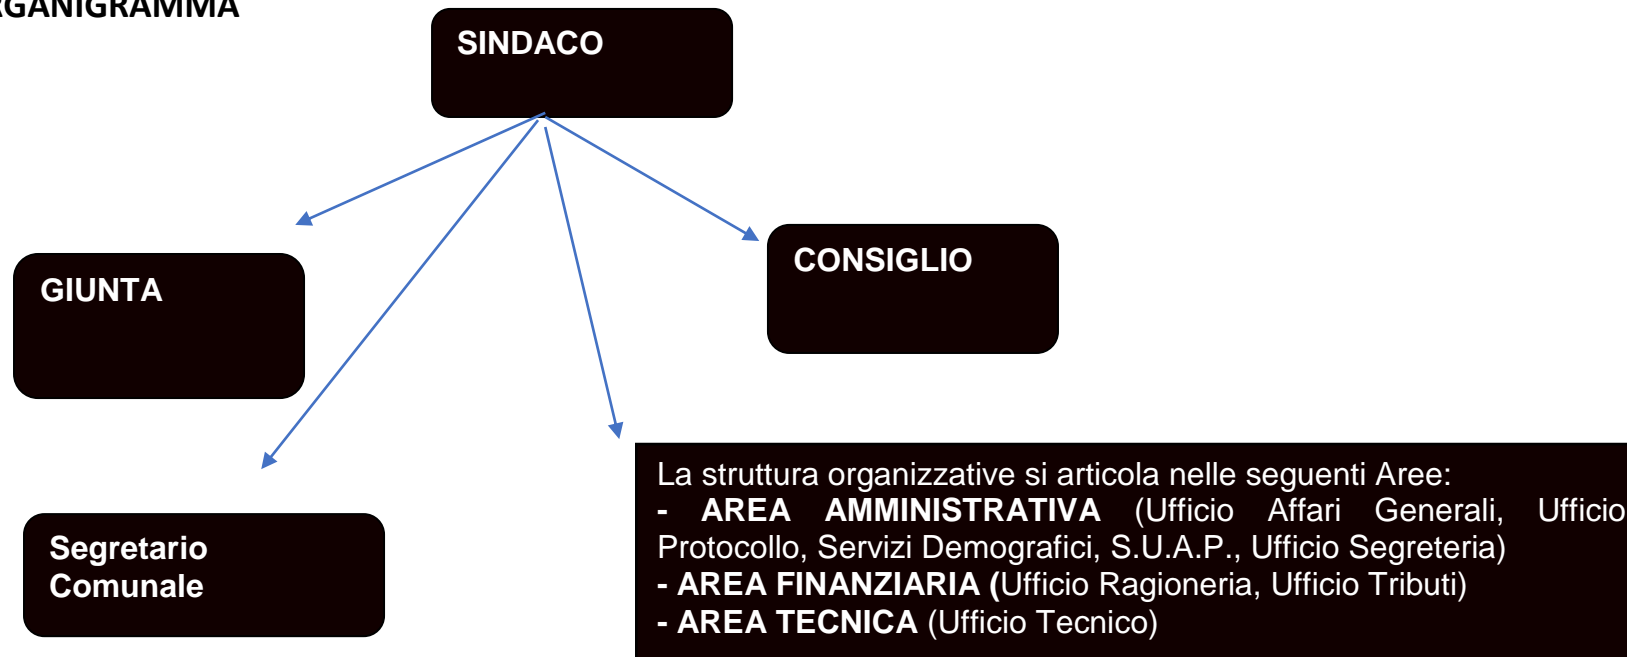 RGANIGRAMMA
SINDACO
CONSIGLIO
GIUNTA
La struttura organizzative si articola nelle seguenti Aree:
- AREA AMMINISTRATIVA (Ufficio Affari Generali, Ufficio
Protocollo, Servizi Demografici, S.U.A.P., Ufficio Segreteria)
- AREA FINANZIARIA (Ufficio Ragioneria, Ufficio Tributi)
- AREA TECNICA (Ufficio Tecnico)
Segretario
Comunale